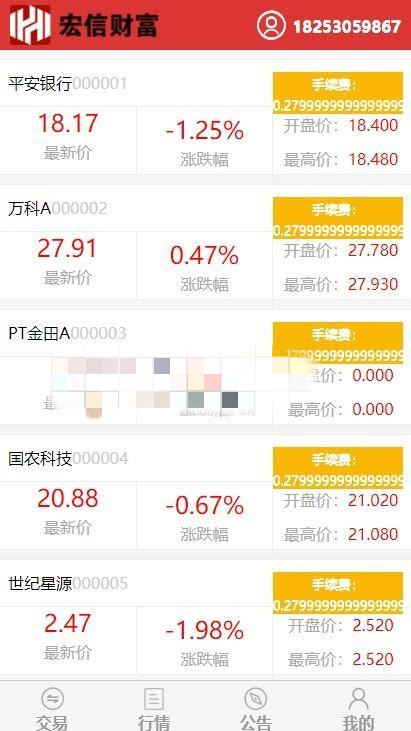 宏信财富
18253059867
平安银行000001
手续费：
0.2799999999999999
18.17
-1.25%
开盘价：18.400
最新价
涨跌幅
最高价：18.480
万科A000002
手续费：
0.2799999999999999
27.91
0.47%
开盘价：27.780
最新价
涨跌幅
最高价：27.930
PT金田A000003
手续费：
盘价：0.000
最高价：0.000
国农科技000004
手续费：
0.2799999999999999
20.88
-0.67%
开盘价：21.020
最新价
涨跌幅
最高价：21.080
世纪星源000005
手续费：
0.2799999999999999
2.47
-1.98%
开盘价：2.520
最新价
涨跌幅
最高价：2.520
交易
行情
公告
我的